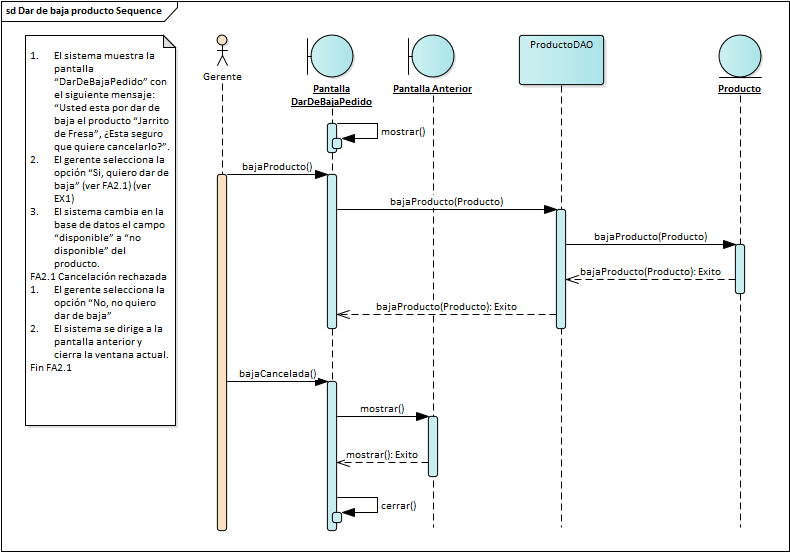 sd Dar de baja producto Sequence
1. El sistema muestra la
pantalla
“DarDeBajaPedido” con
el siguiente mensaje:
“Usted esta por dar de
baja el producto “Jarrito
de Fresa”, ¿Esta seguro
que quiere cancelarlo?”.
2. El gerente selecciona la
opción “Si, quiero dar de
baja” (ver FA2.1) (ver
EX1)
3. El sistema cambia en la
base de datos el campo
“disponible” a “no
disponible” del
producto.
FA2.1 Cancelación rechazada
1. El gerente selecciona la
opción “No, no quiero
dar de baja”
2. El sistema se dirige a la
pantalla anterior y
cierra la ventana actual.
Fin FA2.1
Gerente
Pantalla
DarDeBajaPedido
Pantalla Anterior
ProductoDAO
Producto
mostrar()
bajaProducto()
bajaProducto(Producto)
bajaProducto(Producto)
bajaProducto(Producto): Exito
bajaProducto(Producto): Exito
bajaCancelada()
mostrar()
mostrar(): Exito
cerrar()